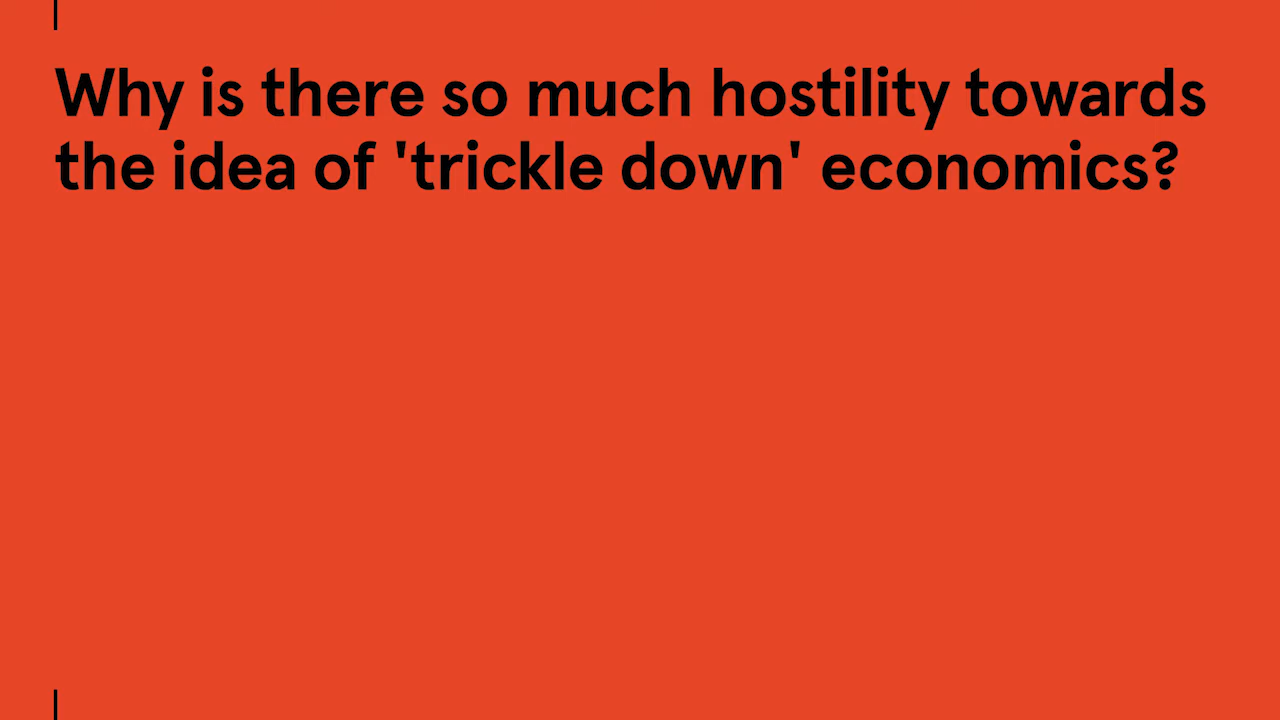 Why is there so much hostility towards
the idea of 'trickle down' economics?